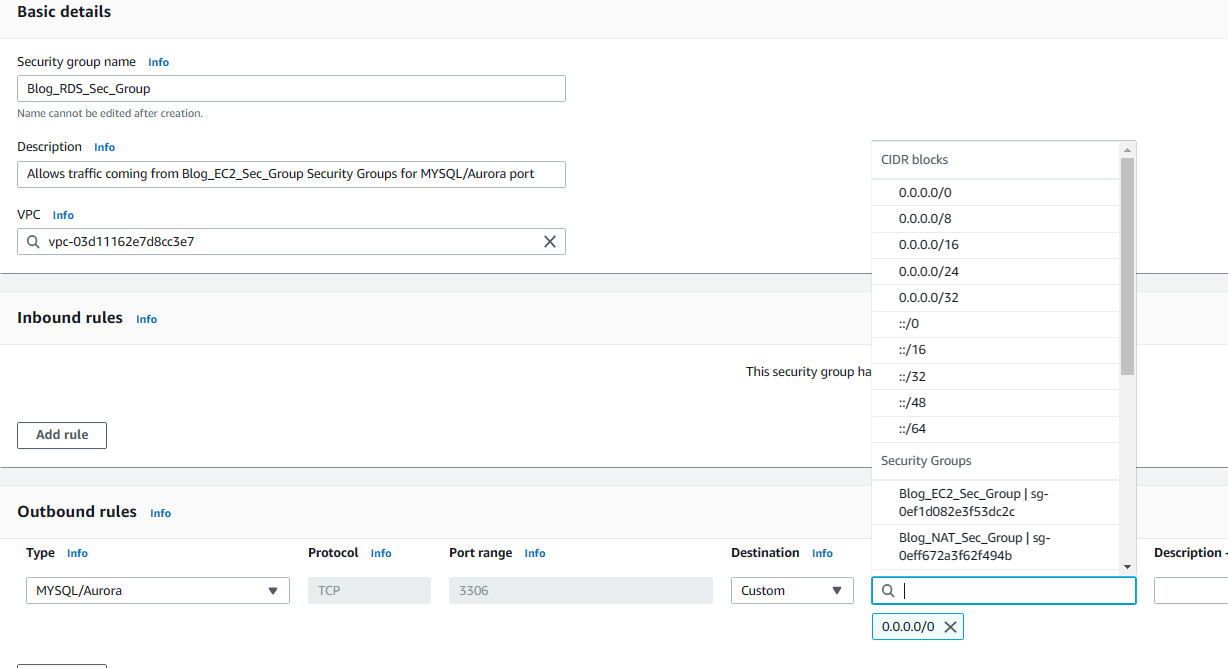 Basic details
Security group name Info
Blog_RDS_Sec_Group
Name cannot be edited after creation.
Description Info
Allows traffic coming from Blog_EC2_Sec_Group Security Groups for MYSQL/Aurora port
VPC Info
vpc-03d11162e7d8cc3e7
Inbound rules Info
This security group ha
Add rule
CIDR blocks
0.0.0.0/0
0.0.0.0/8
0.0.0.0/16
0.0.0.0/24
0.0.0.0/32
::/0
::/16
::/32
::/48
::/64
Security Groups
Blog_EC2_Sec_Group | sg-
0ef1d082e3f53dc2c
Blog_NAT_Sec_Group | sg-
0eff672a3f62f494b
Outbound rules Info
Type Info Protocol Info Port range Info Destination Info Description -
MYSQL/Aurora TCP 3306 Custom
0.0.0.0/0